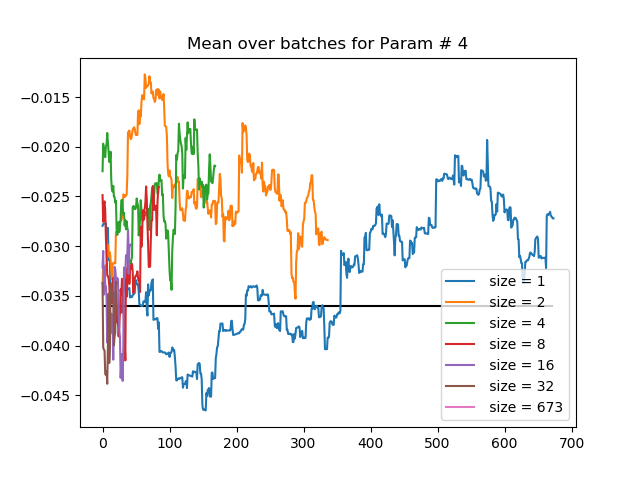 Mean over batches for Param # 4
−0.015
−0.020
−0.025
−0.030
−0.035
−0.040
−0.045
0 100 200 300 400 500 600 700
size = 1
size = 2
size = 4
size = 8
size = 16
size = 32
size = 673